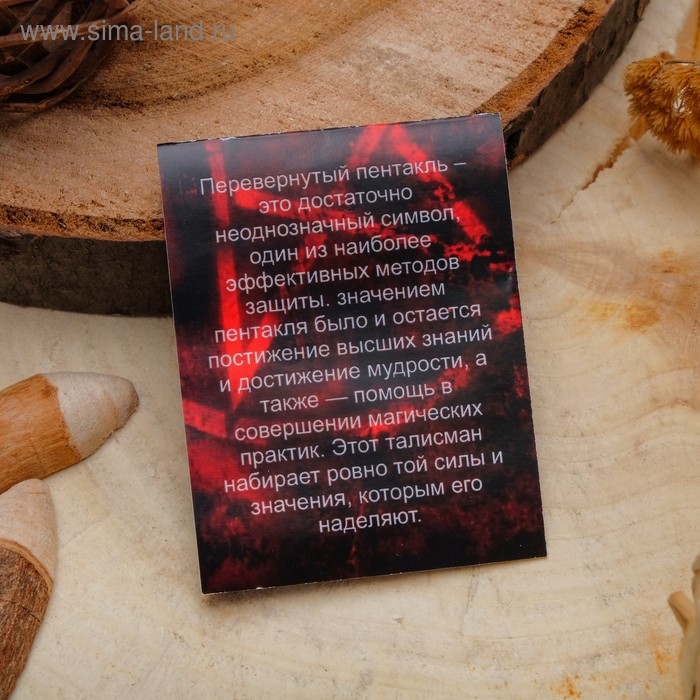 www.sima-land.ru
Перевернутый пентакль –
это достаточно
неоднозначный символ,
один из наиболее
эффективных методов
защиты. значением
пентакля было и остается
постижение высших знаний
и достижение мудрости, а
также — помощь в
совершении магических
практик. Этот талисман
набирает ровно той силы и
значения, которым его
наделяют.